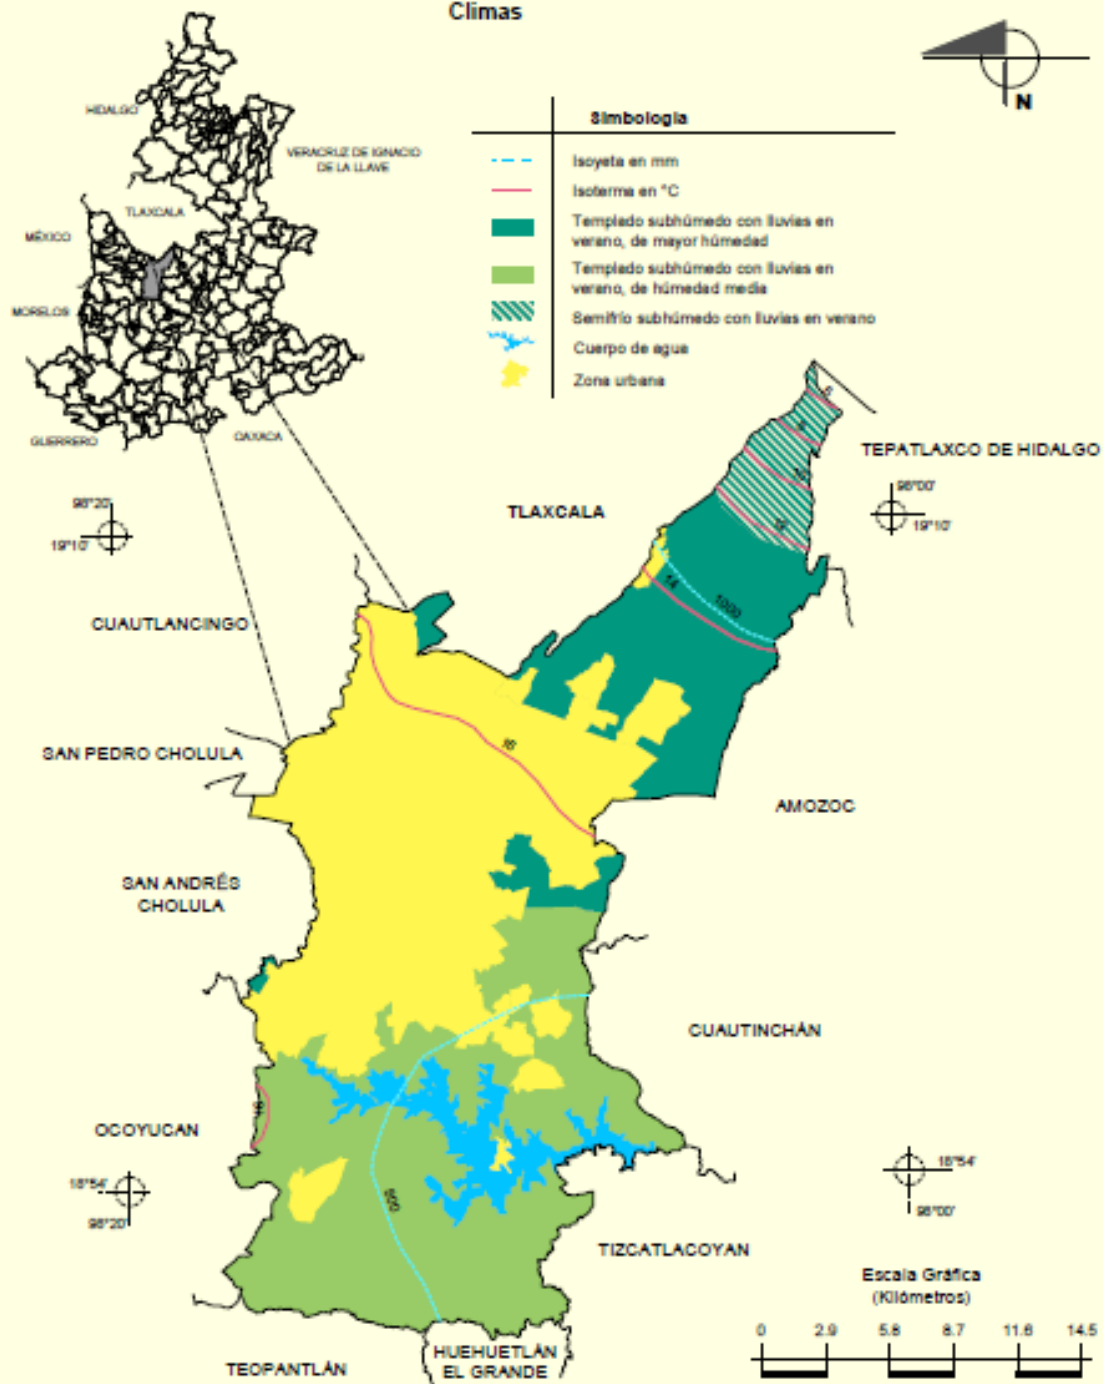 Climas
N
Simbología
Isoyeta en mm
Isoterma en °C
Templado subhúmedo con lluvias en
verano, de mayor húmedad
Templado subhúmedo con lluvias en
verano, de húmedad media
Semifrío subhúmedo con lluvias en verano
Cuerpo de agua
Zona urbana
HIDALGO
VERACRUZ DE IGNACIO
DE LA LLAVE
TLAXCALA
MÉXICO
MORELOS
GUERRERO
OAXACA
98°20'
19°10'
TLAXCALA
TEPATLAXCO DE HIDALGO
98°00'
19°10'
14
1000
CUAUTLANCINGO
SAN PEDRO CHOLULA
16
AMOZOC
SAN ANDRÉS
CHOLULA
CUAUTINCHÁN
OCOYUCAN
18°54'
98°20'
18°54'
98°00'
800
TIZCATLACOYAN
HUEHUETLÁN
EL GRANDE
TEOPANTLÁN
Escala Gráfica
(Kilómetros)
0 2.9 5.8 8.7 11.6 14.5